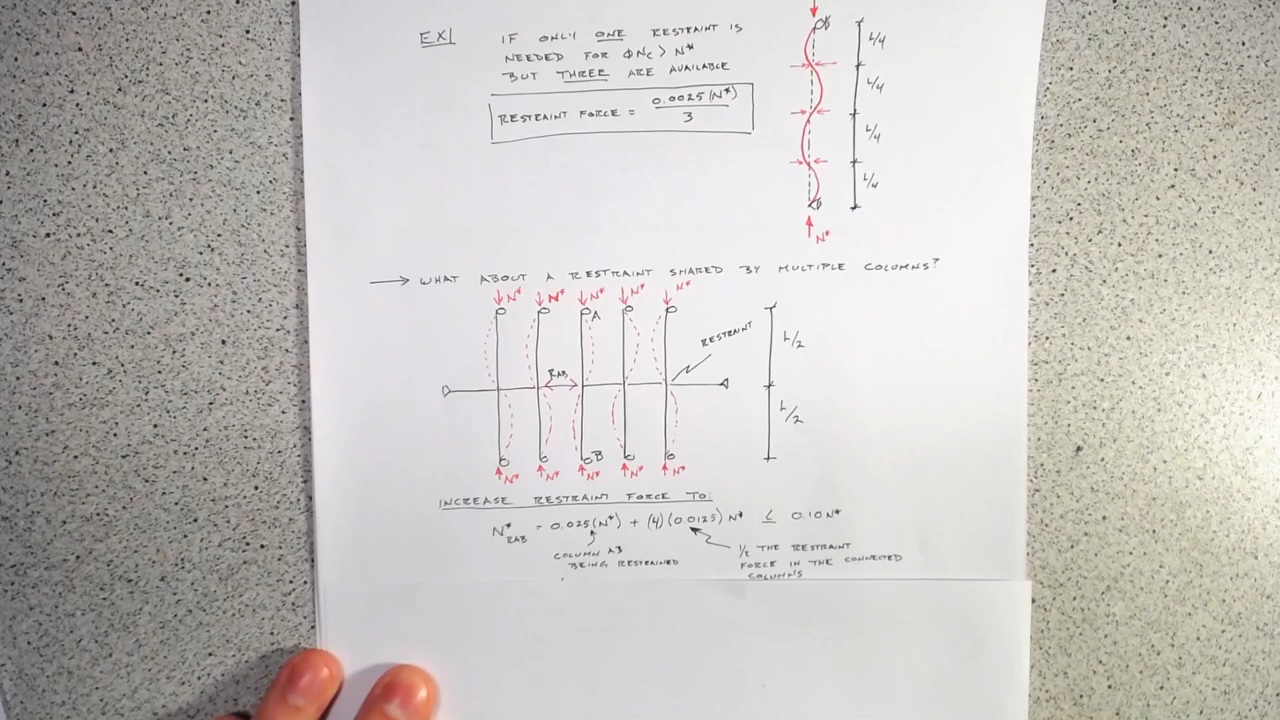 EX1
IF ONLY ONE RESTRAINT IS
NEEDED FOR ΦNc > N*
BUT THREE ARE AVAILABLE
RESTRAINT FORCE = 0.0025(N*)
3
L/4
L/4
L/4
L/4
N*
→ WHAT ABOUT A RESTRAINT SHARED BY MULTIPLE COLUMNS?
N* N* N* N* N*
A
RESTRAINT
L/2
RAB
L/2
B
N* N* N* N* N*
INCREASE RESTRAINT FORCE TO:
N*RAB = 0.025(N*) + (4)(0.0125) N* ≤ 0.10N*
COLUMN AB
BEING RESTRAINED
1/2 THE RESTRAINT
FORCE IN THE CONNECTED
COLUMNS